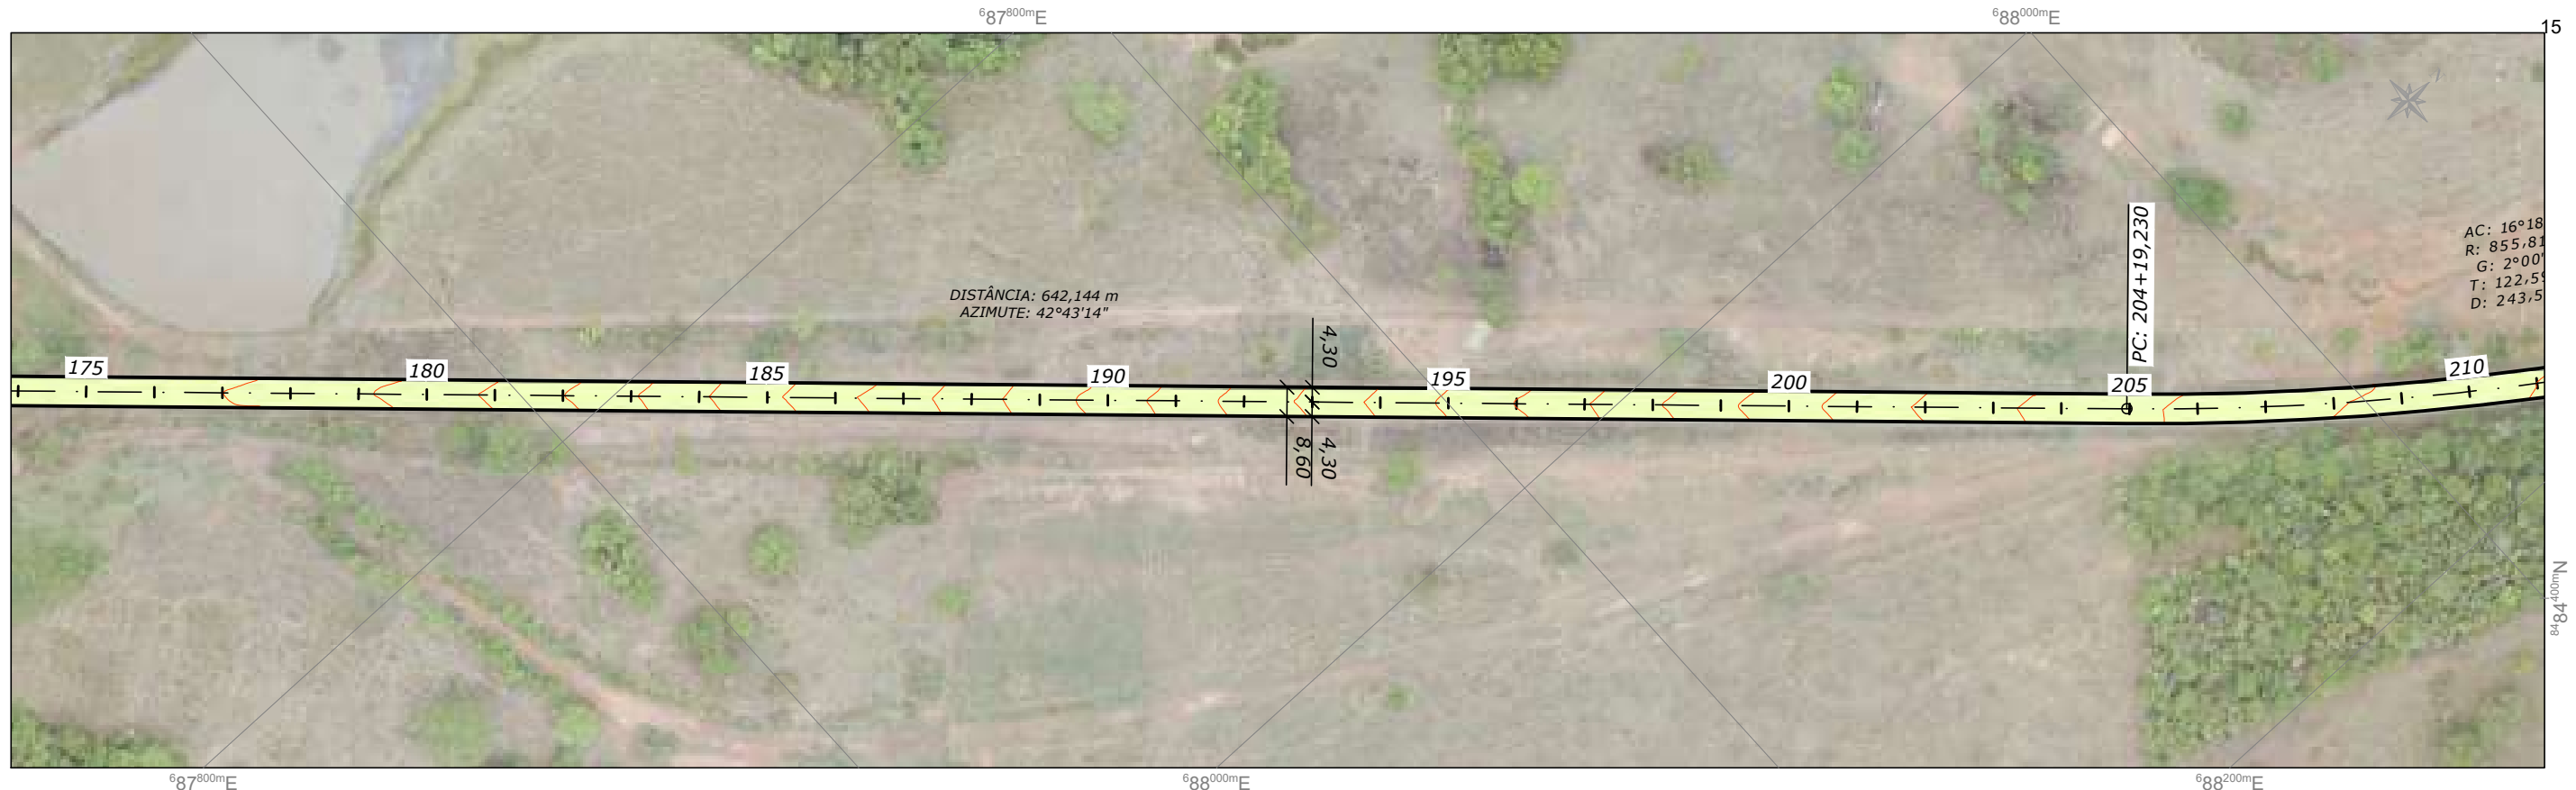 687800mE
688000mE
15
AC: 16°18
R: 855,81
G: 2°00'
T: 122,59
D: 243,5
PC: 204+19,230
DISTÂNCIA: 642,144 m
AZIMUTE: 42°43'14"
4,30
175
180
185
190
195
200
205
210
8,60
4,30
8484400mN
687800mE
688000mE
688200mE